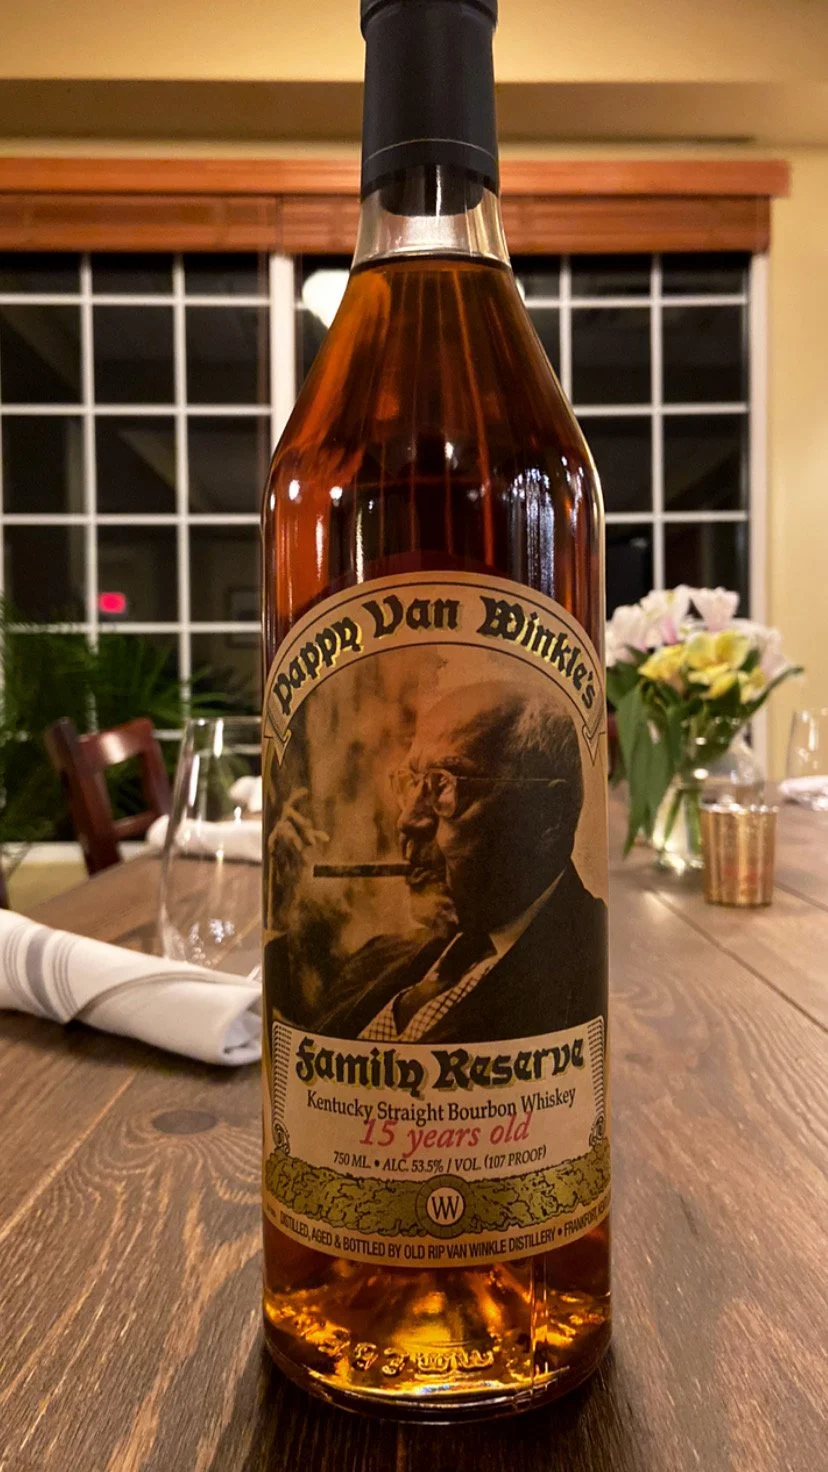 Pappy Van Winkle's
Family Reserve
Kentucky Straight Bourbon Whiskey
15 years old
750 ML. • ALC. 53.5% / VOL. (107 PROOF)
VVV
DISTILLED, AGED & BOTTLED BY OLD RIP VAN WINKLE DISTILLERY • FRANKFORT,